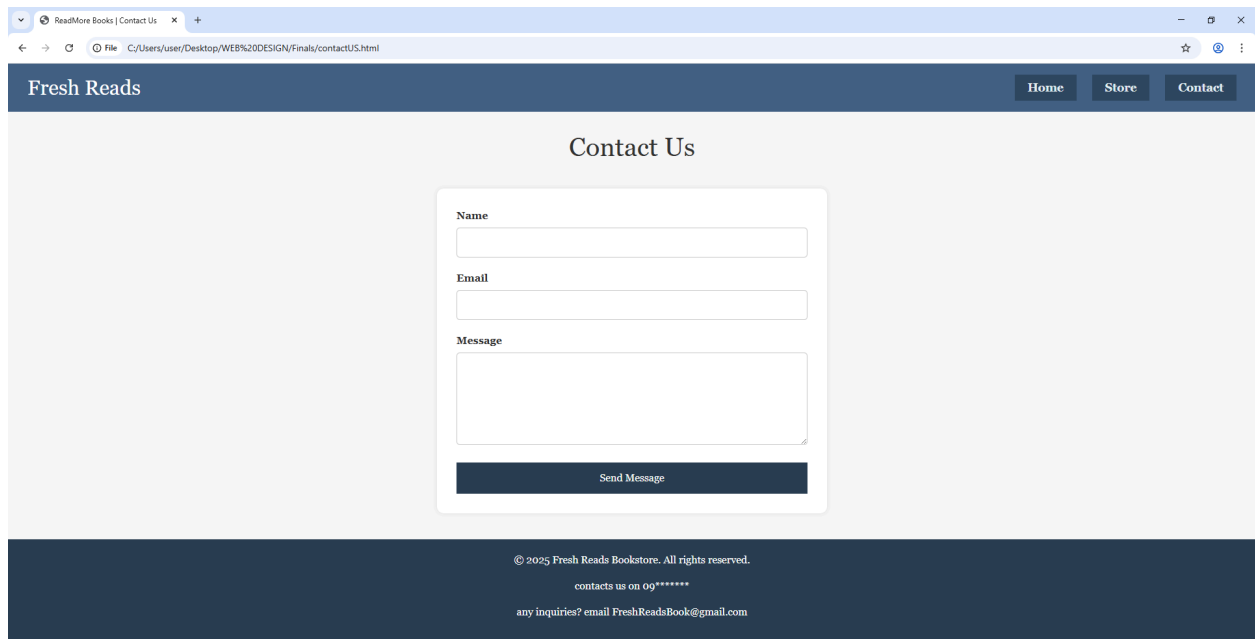 ReadMore Books | Contact Us
File C:/Users/user/Desktop/WEB%20DESIGN/Finals/contactUS.html
Fresh Reads Home Store Contact
Contact Us
Name
Email
Message
Send Message
© 2025 Fresh Reads Bookstore. All rights reserved.
contacts us on 09*******
any inquiries? email FreshReadsBook@gmail.com